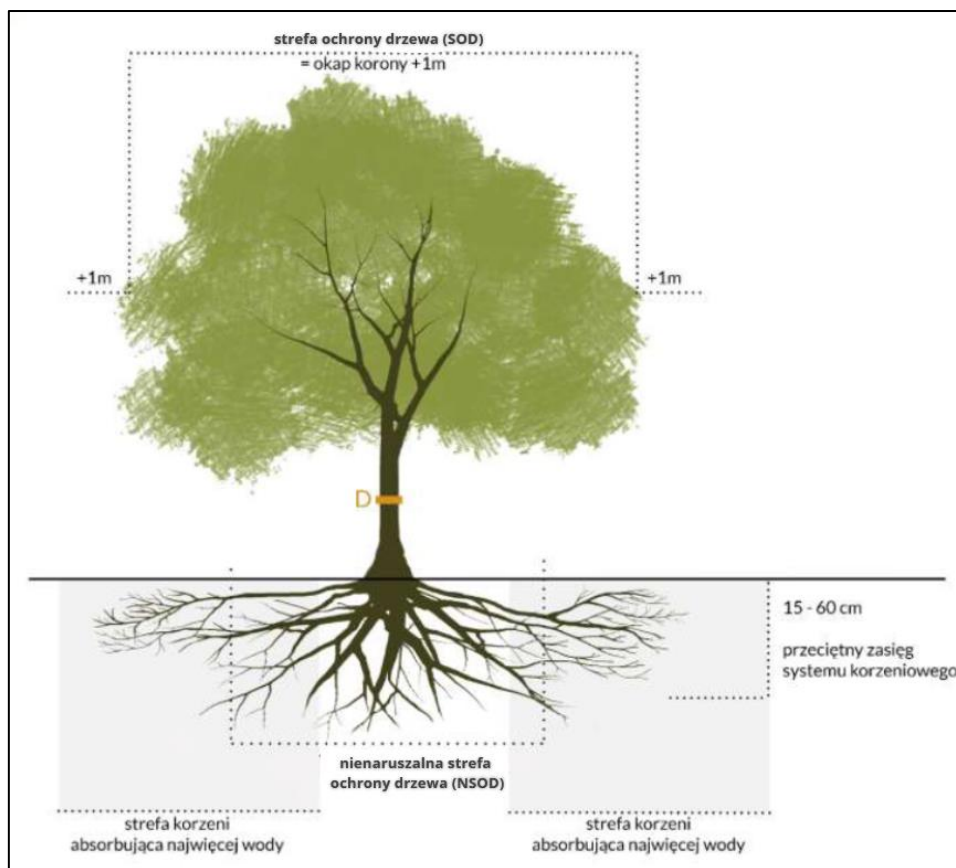 strefa ochrony drzewa (SOD)
= okap korony +1m
+1m
+1m
D
15 - 60 cm
przeciętny zasięg
systemu korzeniowego
nienaruszalna strefa
ochrony drzewa (NSOD)
strefa korzeni
absorbująca najwięcej wody
strefa korzeni
absorbująca najwięcej wody